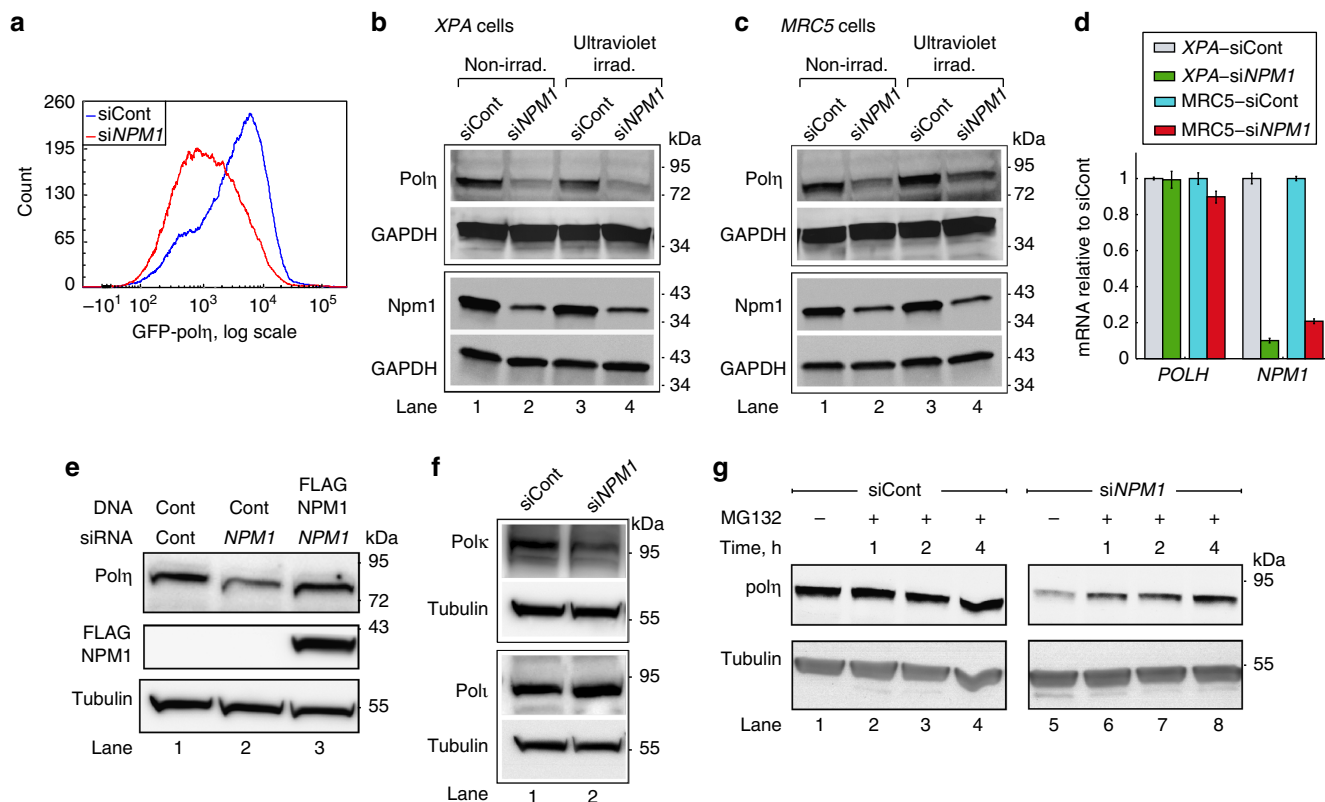 a
260
195
130
65
0
Count
siCont
siNPM1
−10¹ 10² 10³ 10⁴ 10⁵
GFP-polη, log scale
b
XPA cells
Non-irrad.
Ultraviolet
irrad.
siCont siNPM1 siCont siNPM1
kDa
Polη
95
72
GAPDH
34
Npm1
43
34
GAPDH
43
34
Lane 1 2 3 4
c
MRC5 cells
Non-irrad.
Ultraviolet
irrad.
siCont siNPM1 siCont siNPM1
kDa
Polη
95
72
GAPDH
34
Npm1
43
34
GAPDH
43
34
Lane 1 2 3 4
d
XPA–siCont
XPA–siNPM1
MRC5–siCont
MRC5–siNPM1
mRNA relative to siCont
1
0.8
0.6
0.4
0.2
0
POLH NPM1
e
DNA Cont Cont FLAG
NPM1
siRNA Cont NPM1 NPM1 kDa
Polη
95
72
FLAG
NPM1
43
Tubulin
55
Lane 1 2 3
f
siCont siNPM1
kDa
Polκ
95
Tubulin
55
Polι
95
Tubulin
55
Lane 1 2
g
siCont siNPM1
MG132 − + + + − + + +
Time, h 1 2 4 1 2 4
kDa
polη
95
Tubulin
55
Lane 1 2 3 4 5 6 7 8